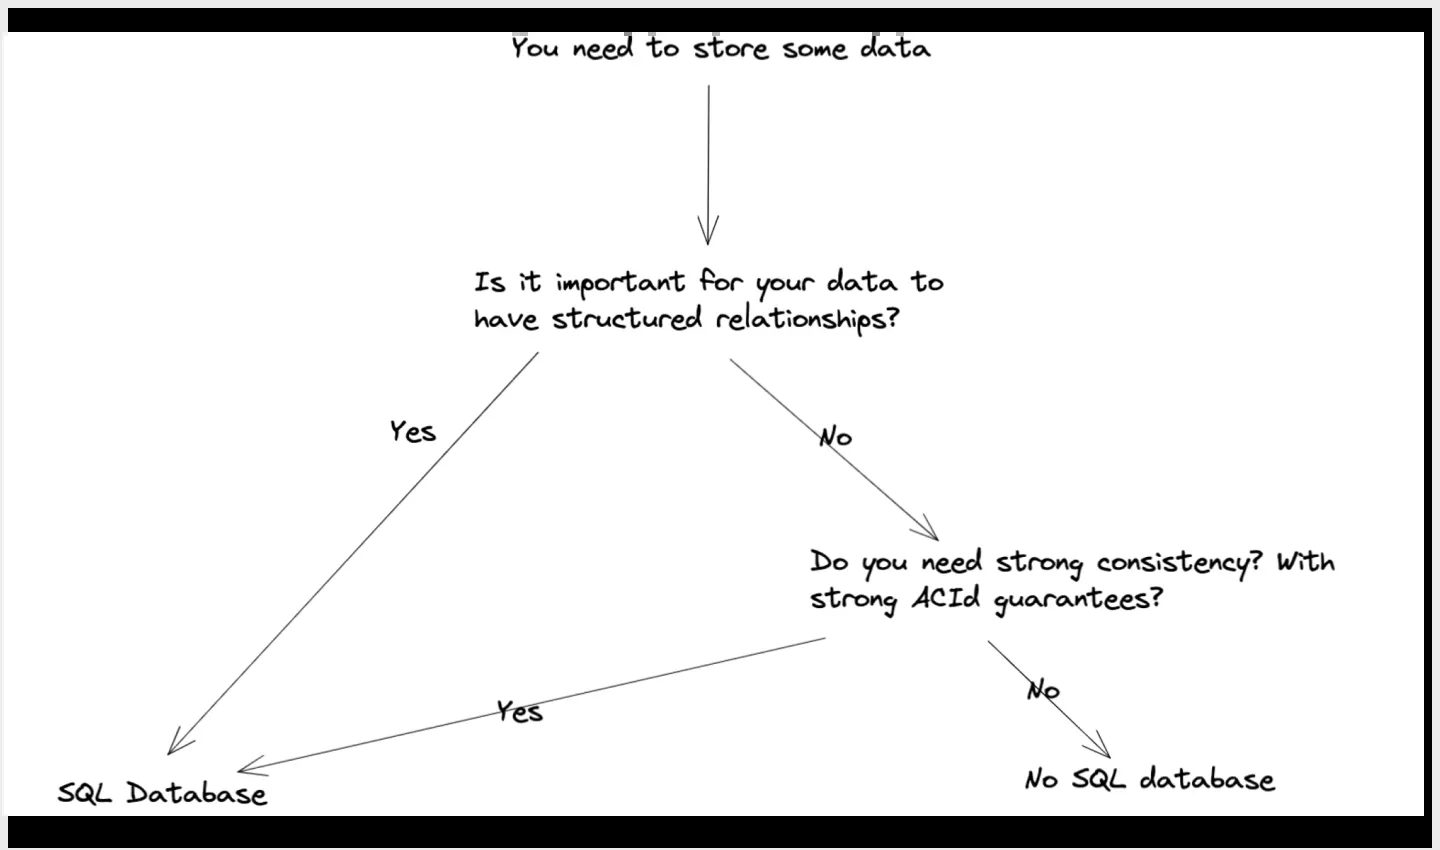 You need to store some data
Is it important for your data to
have structured relationships?
Yes
No
Do you need strong consistency? With
strong ACId guarantees?
Yes
No
SQL Database
No SQL database